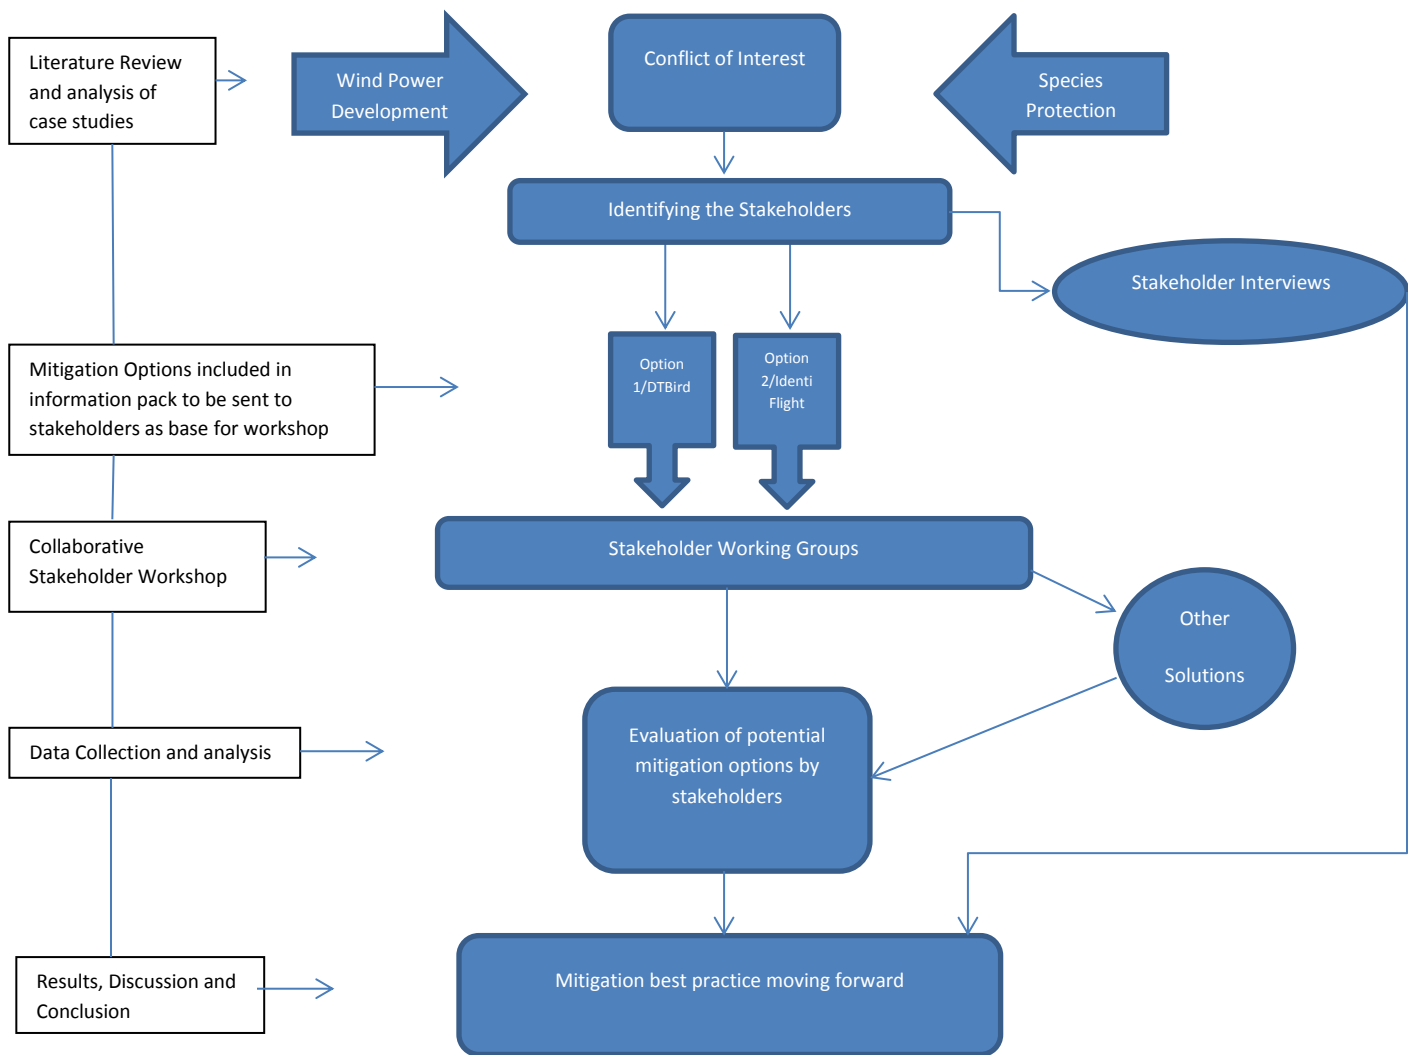 Literature Review
and analysis of
case studies
Wind Power
Development
Conflict of Interest
Species
Protection
Identifying the Stakeholders
Stakeholder Interviews
Mitigation Options included in
information pack to be sent to
stakeholders as base for workshop
Option
1/DTBird
Option
2/Identi
Flight
Collaborative
Stakeholder Workshop
Stakeholder Working Groups
Other
Solutions
Data Collection and analysis
Evaluation of potential
mitigation options by
stakeholders
Results, Discussion and
Conclusion
Mitigation best practice moving forward